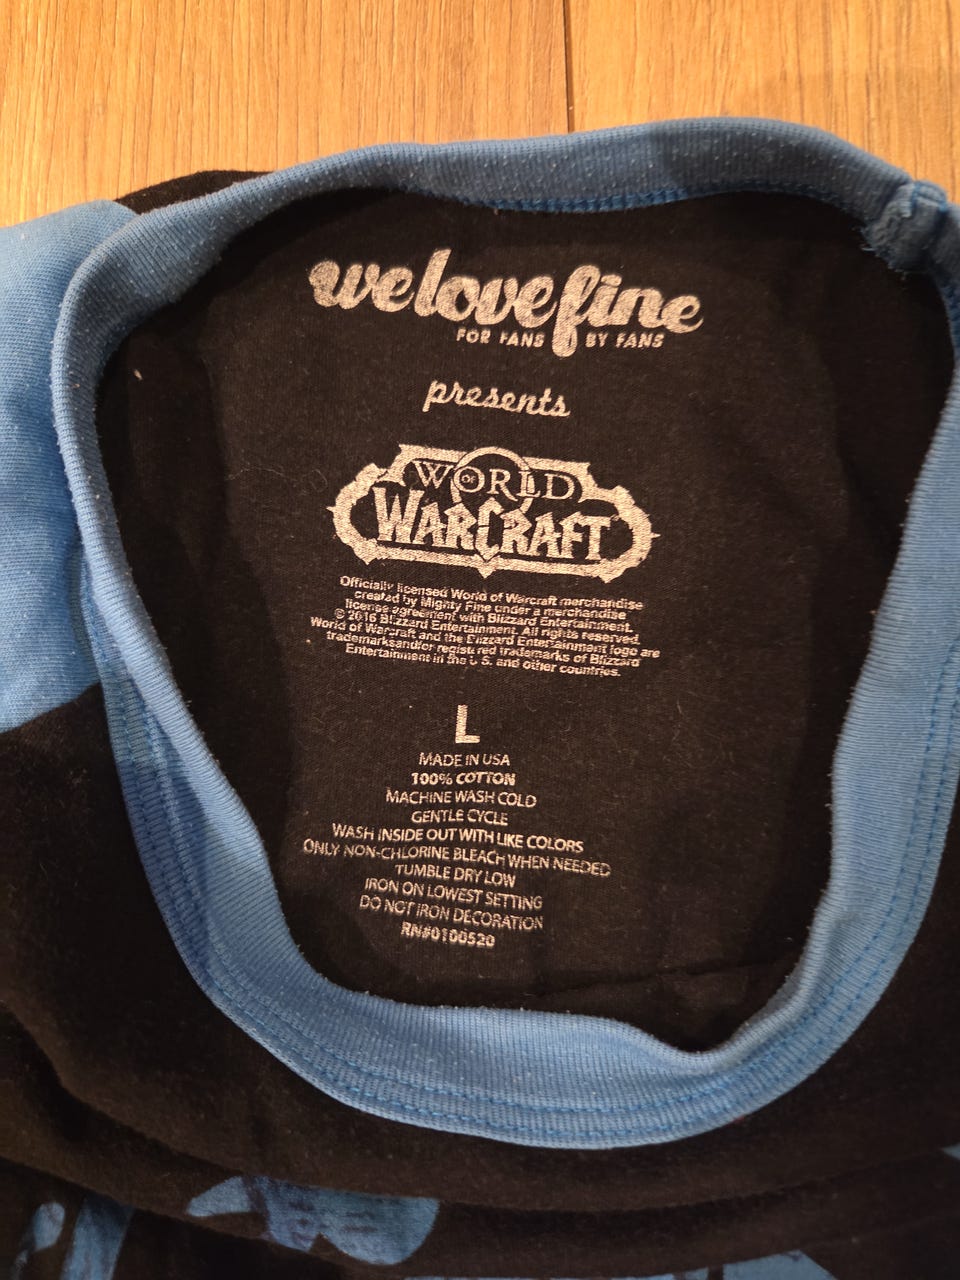 welovefine
FOR FANS BY FANS
presents
WORLD OF
WARCRAFT
Officially licensed World of Warcraft merchandise
created by Mighty Fine under a merchandise
license agreement with Blizzard Entertainment.
© 2016 Blizzard Entertainment. All rights reserved.
World of Warcraft and the Blizzard Entertainment logo are
trademarksand/or registered trademarks of Blizzard
Entertainment in the U.S. and other countries.
L
MADE IN USA
100% COTTON
MACHINE WASH COLD
GENTLE CYCLE
WASH INSIDE OUT WITH LIKE COLORS
ONLY NON-CHLORINE BLEACH WHEN NEEDED
TUMBLE DRY LOW
IRON ON LOWEST SETTING
DO NOT IRON DECORATION
RN#0100520